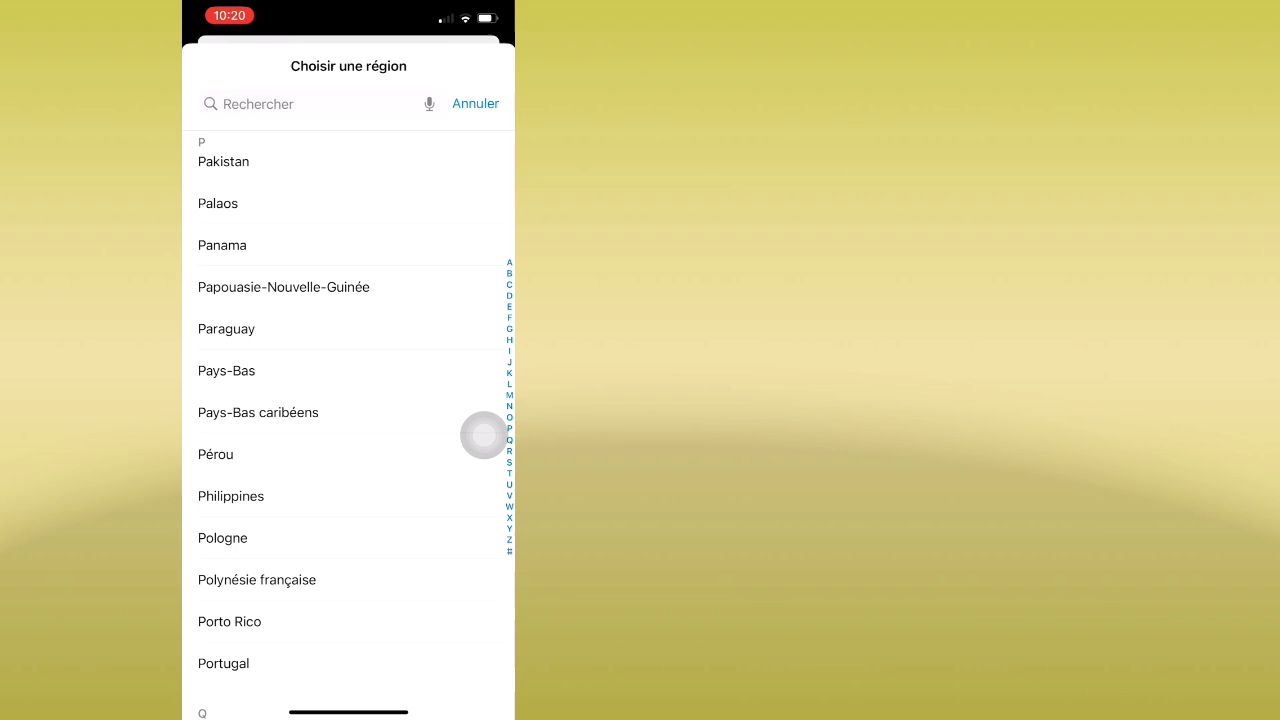 10:20
Choisir une région
Rechercher
Annuler
P
Pakistan
Palaos
Panama
Papouasie-Nouvelle-Guinée
Paraguay
Pays-Bas
Pays-Bas caribéens
Pérou
Philippines
Pologne
Polynésie française
Porto Rico
Portugal
Q
A
B
C
D
E
F
G
H
I
J
K
L
M
N
O
P
Q
R
S
T
U
V
W
X
Y
Z
#